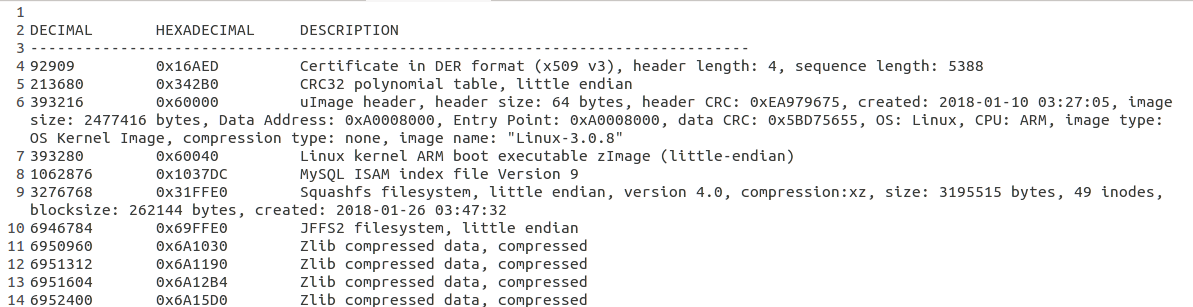 1
2 DECIMAL HEXADECIMAL DESCRIPTION
3 --------------------------------------------------------------------------------
4 92909 0x16AED Certificate in DER format (x509 v3), header length: 4, sequence length: 5388
5 213680 0x342B0 CRC32 polynomial table, little endian
6 393216 0x60000 uImage header, header size: 64 bytes, header CRC: 0xEA979675, created: 2018-01-10 03:27:05, image
size: 2477416 bytes, Data Address: 0xA0008000, Entry Point: 0xA0008000, data CRC: 0x5BD75655, OS: Linux, CPU: ARM, image type:
OS Kernel Image, compression type: none, image name: "Linux-3.0.8"
7 393280 0x60040 Linux kernel ARM boot executable zImage (little-endian)
8 1062876 0x1037DC MySQL ISAM index file Version 9
9 3276768 0x31FFE0 Squashfs filesystem, little endian, version 4.0, compression:xz, size: 3195515 bytes, 49 inodes,
blocksize: 262144 bytes, created: 2018-01-26 03:47:32
10 6946784 0x69FFE0 JFFS2 filesystem, little endian
11 6950960 0x6A1030 Zlib compressed data, compressed
12 6951312 0x6A1190 Zlib compressed data, compressed
13 6951604 0x6A12B4 Zlib compressed data, compressed
14 6952400 0x6A15D0 Zlib compressed data, compressed